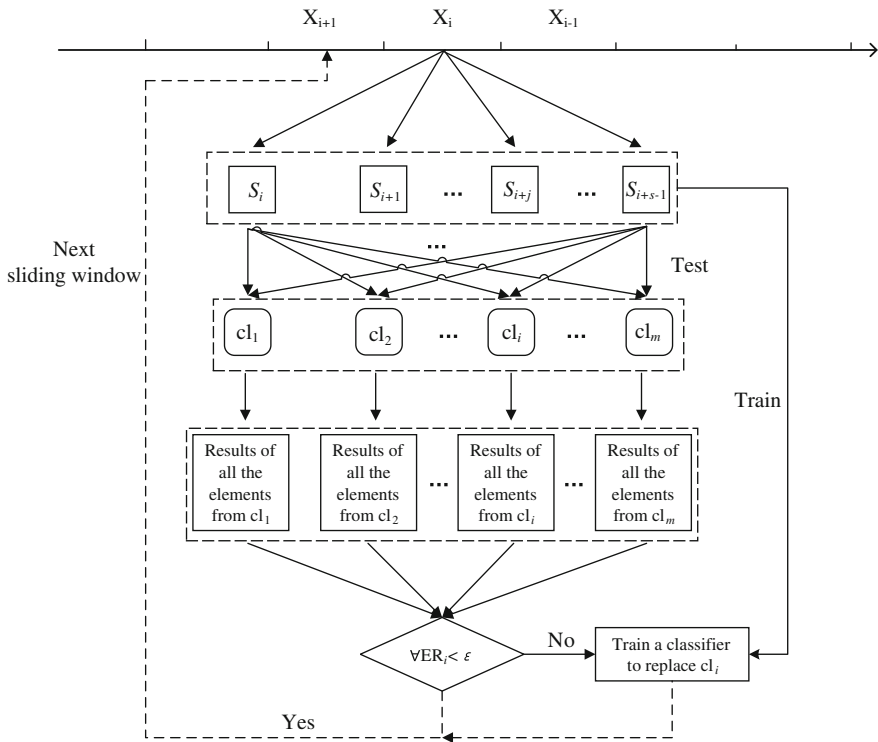 X_{i+1} X_i X_{i-1}
S_i S_{i+1} ... S_{i+j} ... S_{i+s-1}
...
Next
sliding window
Test
cl_1 cl_2 ... cl_i ... cl_m
Train
Results of
all the
elements
from cl_1
Results of
all the
elements
from cl_2
...
Results of
all the
elements
from cl_i
...
Results of
all the
elements
from cl_m
∀ER_i< ε
No
Train a classifier
to replace cl_i
Yes